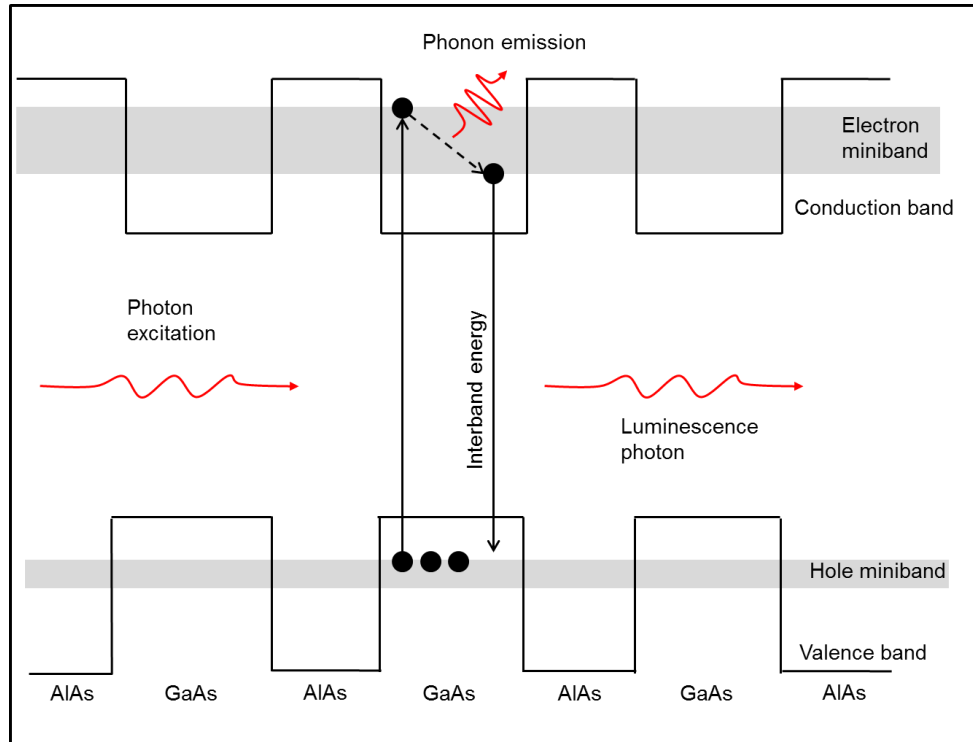 Phonon emission
Electron
miniband
Conduction band
Photon
excitation
Interband energy
Luminescence
photon
Hole miniband
Valence band
AlAs GaAs AlAs GaAs AlAs GaAs AlAs